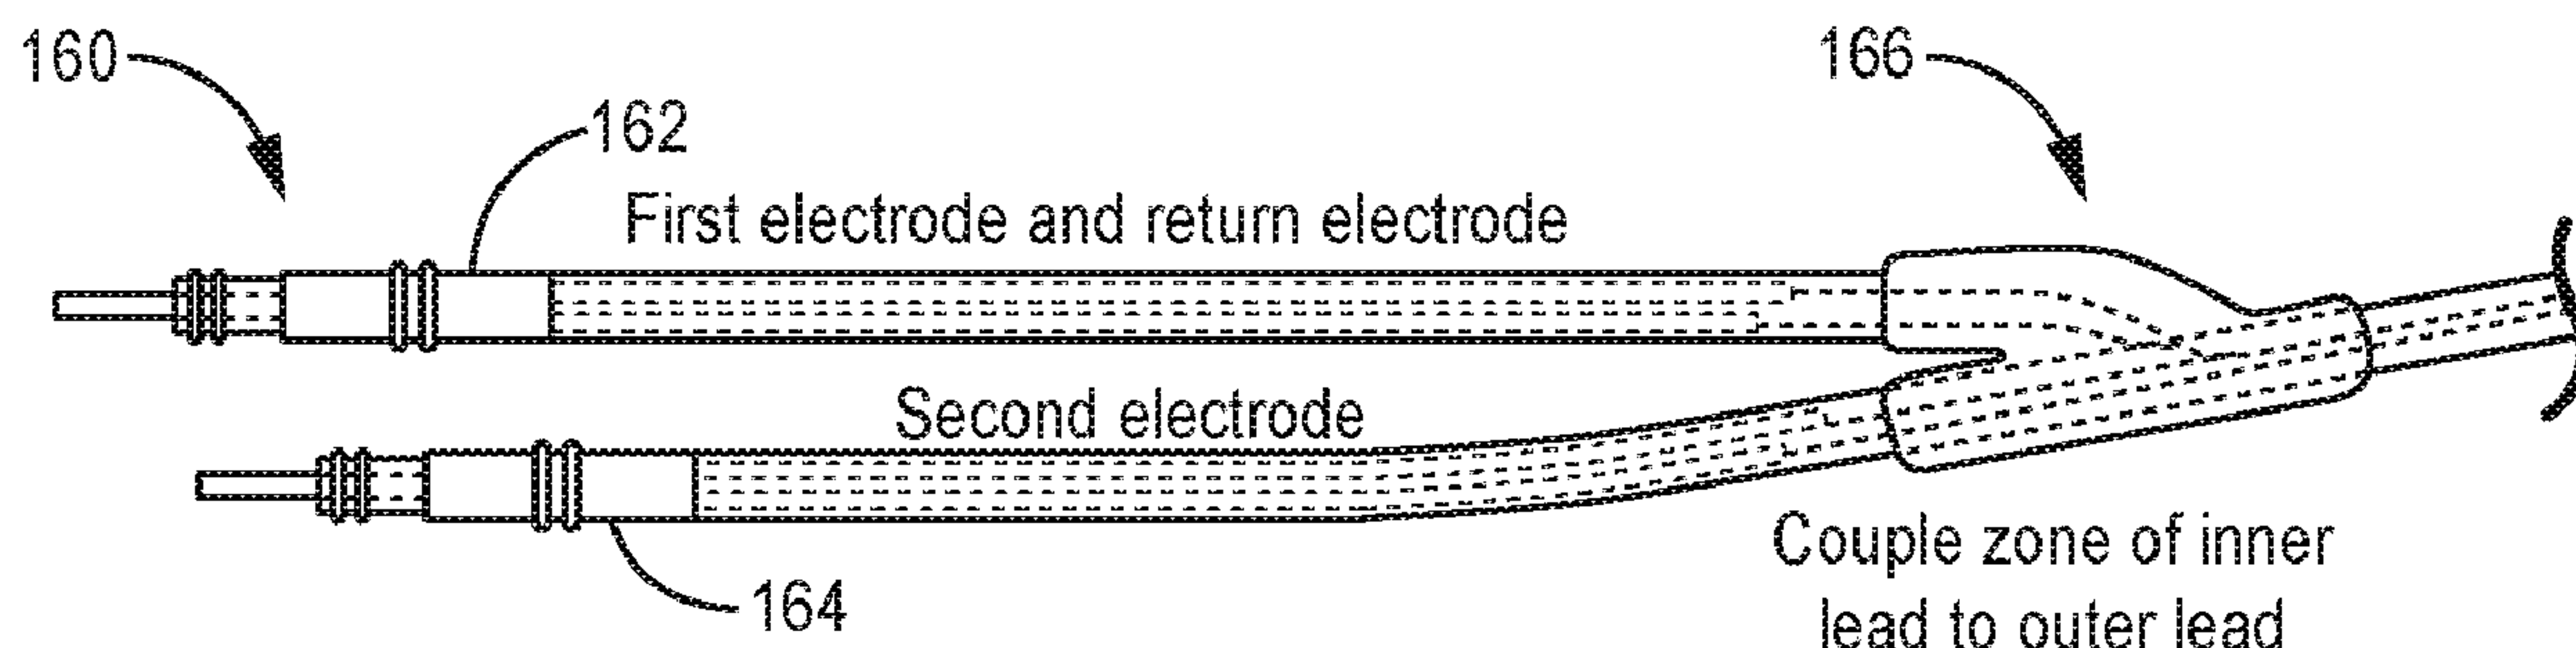 160
166
162
First electrode and return electrode
Second electrode
Couple zone of inner
lead to outer lead
164